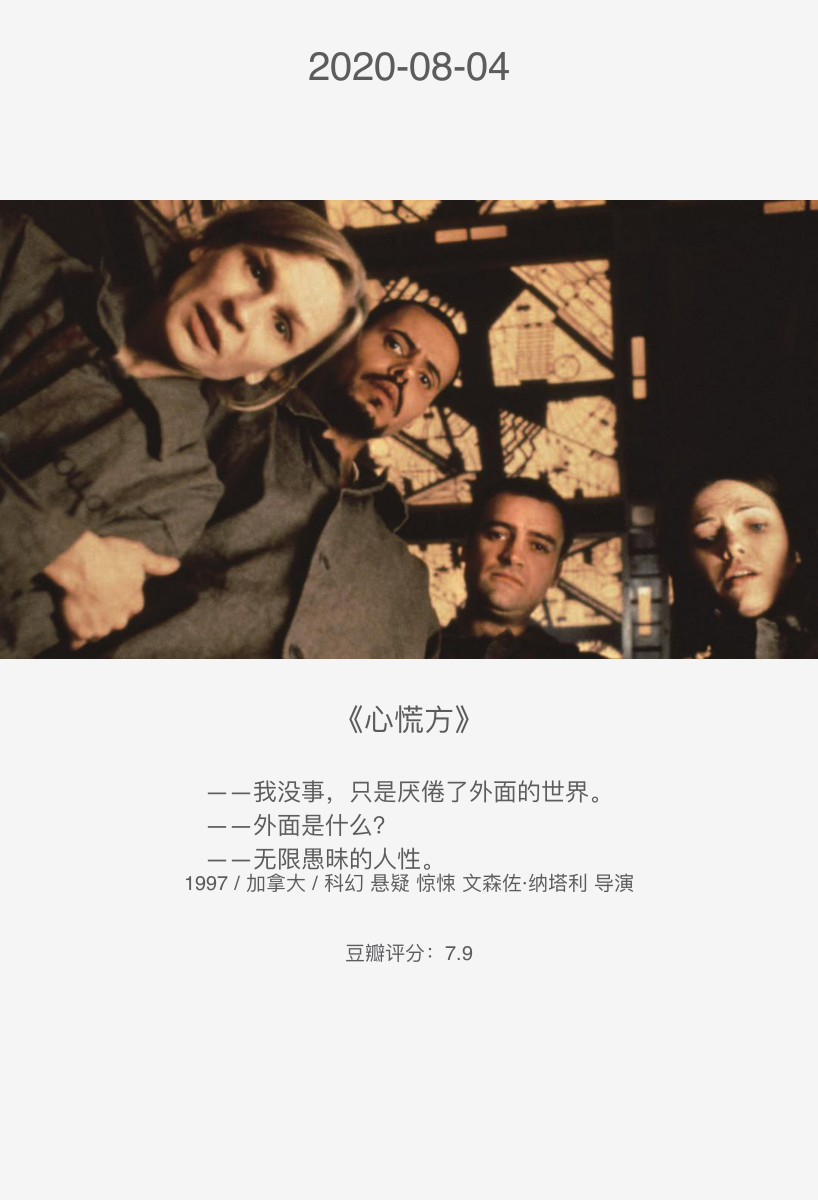 2020-08-04
《心慌方》
——我没事，只是厌倦了外面的世界。
——外面是什么？
——无限愚昧的人性。
1997 / 加拿大 / 科幻 悬疑 惊悚 文森佐·纳塔利 导演
豆瓣评分：7.9